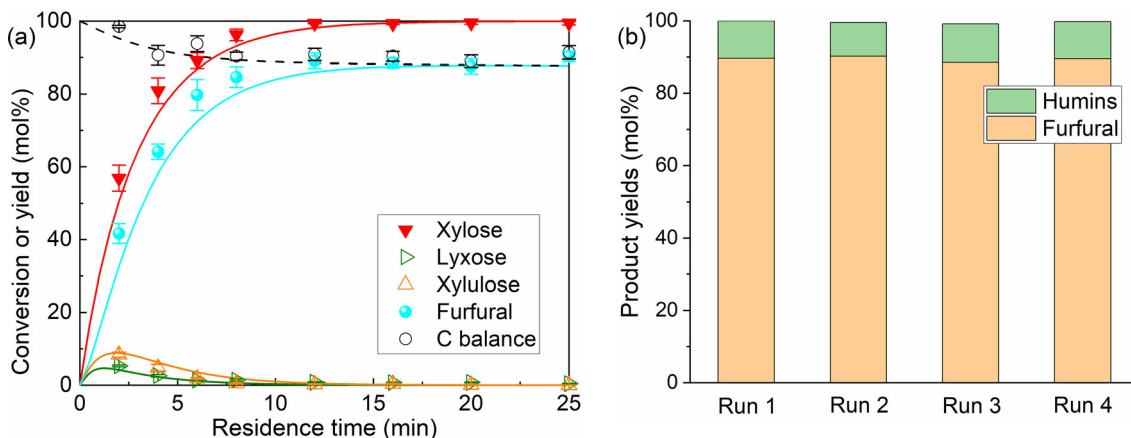 (a)
Conversion or yield (mol%)
100
80
60
40
20
0
Xylose
Lyxose
Xylulose
Furfural
C balance
0
5
10
15
20
25
Residence time (min)
(b)
Product yields (mol%)
100
80
60
40
20
0
Humins
Furfural
Run 1
Run 2
Run 3
Run 4